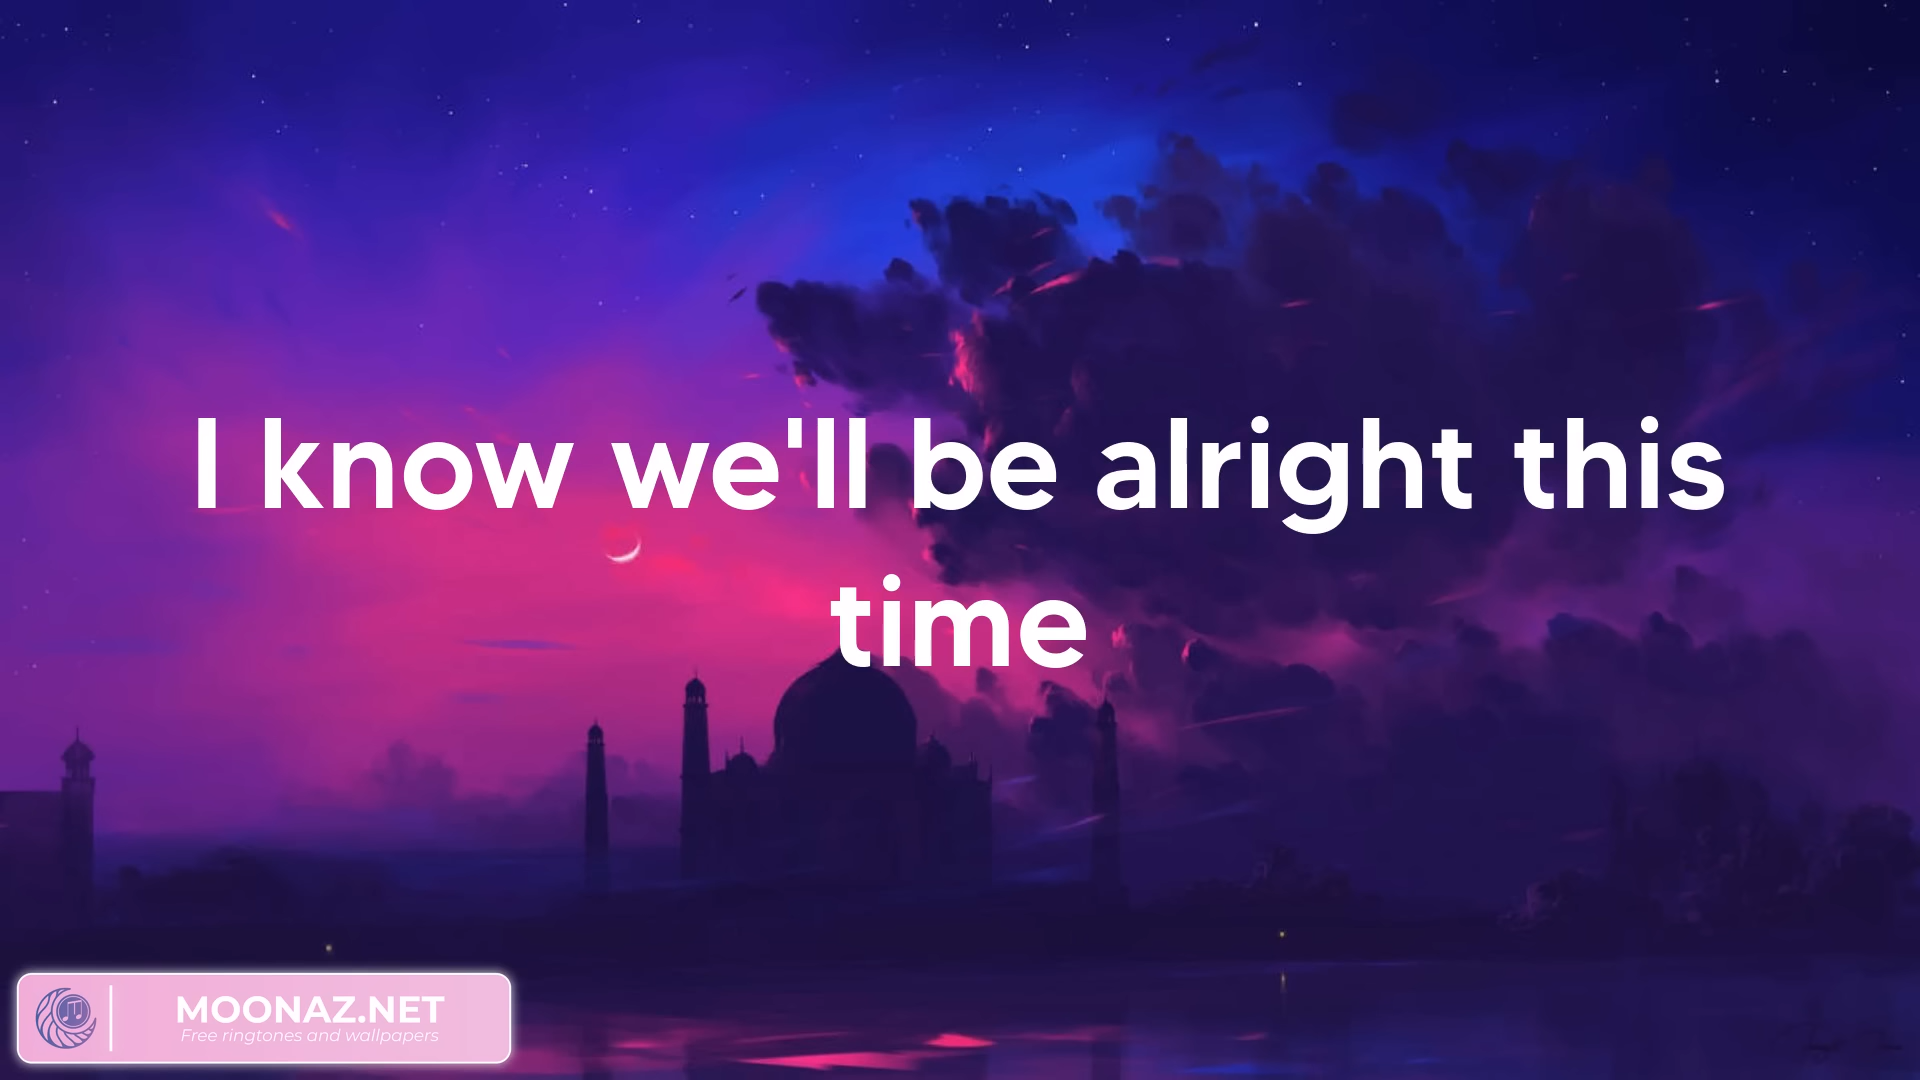 I know we'll be alright this
time
MOONAZ.NET
Free ringtones and wallpapers